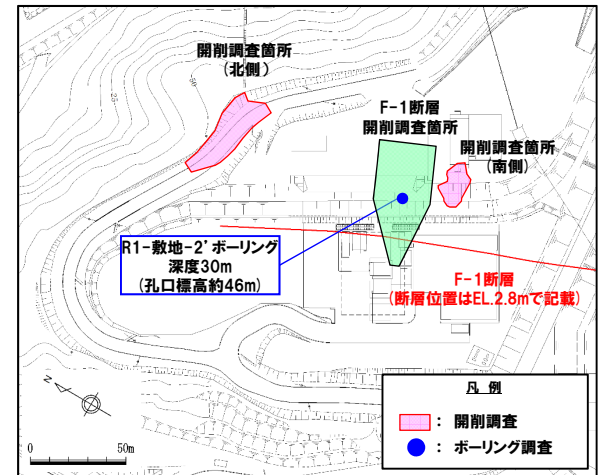 開削調査箇所
(北側)
F-1断層
開削調査箇所
開削調査箇所
(南側)
R1-敷地-2'ボーリング
深度30m
(孔口標高約46m)
F-1断層
(断層位置はEL.2.8mで記載)
N
0 50m
凡 例
: 開削調査
: ボーリング調査